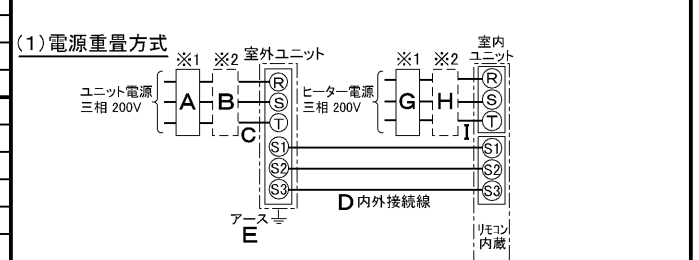 (1)電源重畳方式
※1 ※2 室外ユニット
※1 ※2 室内
ユニット
ユニット電源
三相 200V
A B C
R
S
T
S1
S2
S3
ヒーター電源
三相 200V
G H I
R
S
T
S1
S2
S3
D 内外接続線
アース
E
リモコン
内蔵